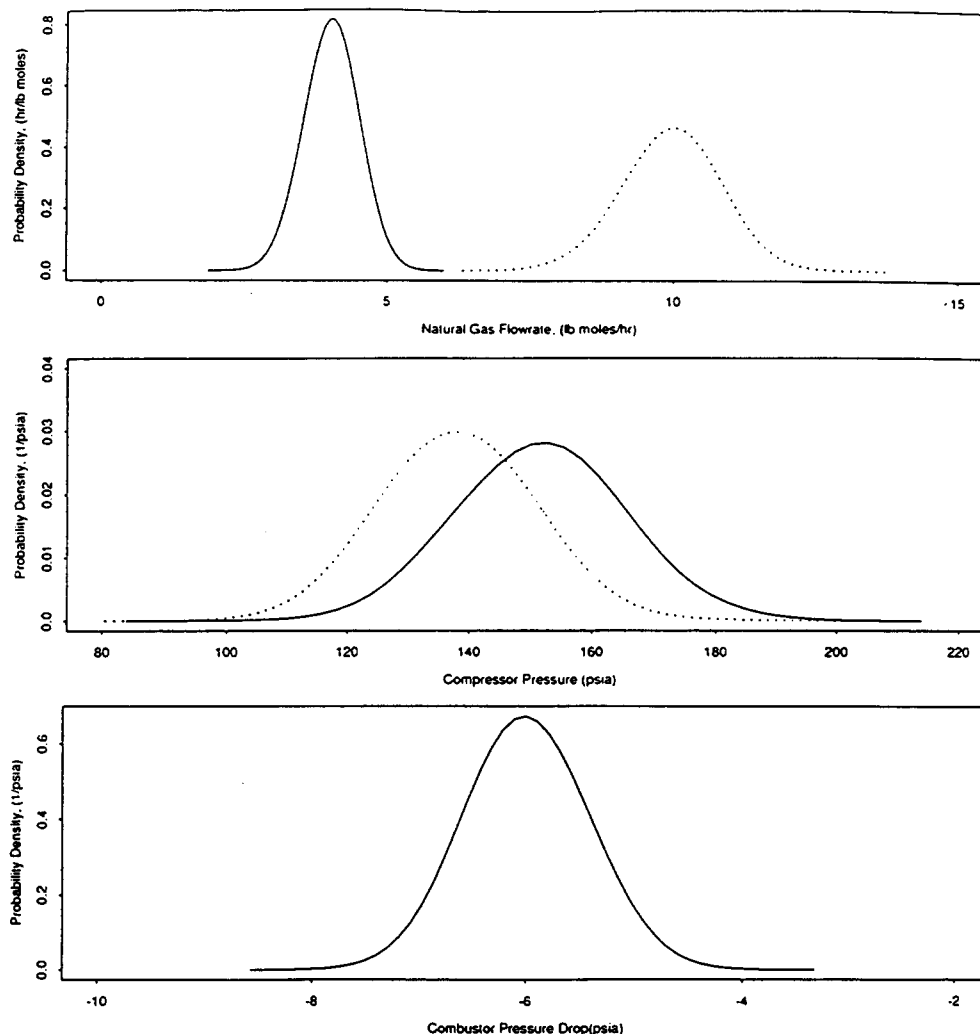 Probability Density, (hr/lb moles)
0.8
0.6
0.4
0.2
0.0
0 5 10 15
Natural Gas Flowrate, (lb moles/hr)
Probability Density, (1/psia)
0.04
0.03
0.02
0.01
0.0
80 100 120 140 160 180 200 220
Compressor Pressure (psia)
Probability Density, (1/psia)
0.6
0.4
0.2
0.0
-10 -8 -6 -4 -2
Combustor Pressure Drop(psia)